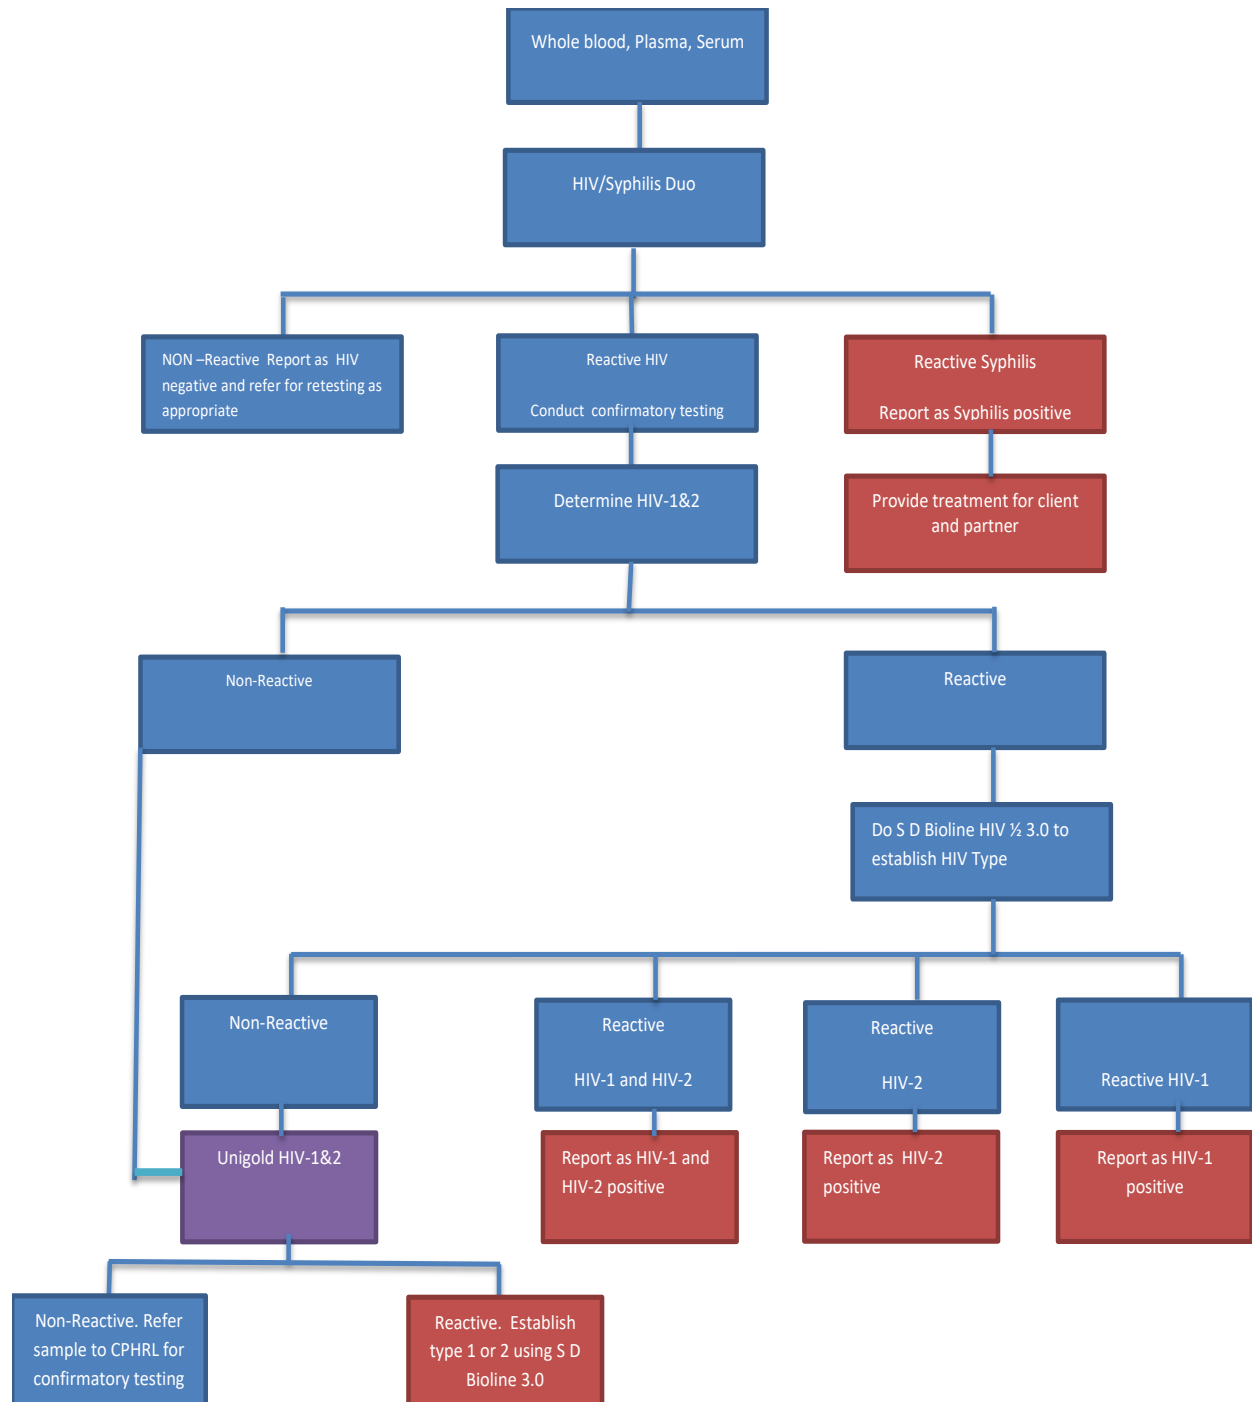 Whole blood, Plasma, Serum
HIV/Syphilis Duo
NON –Reactive Report as HIV
negative and refer for retesting as
appropriate
Reactive HIV
Conduct confirmatory testing
Reactive Syphilis
Report as Syphilis positive
Determine HIV-1&2
Provide treatment for client
and partner
Non-Reactive
Reactive
Do S D Bioline HIV ½ 3.0 to
establish HIV Type
Non-Reactive
Reactive
HIV-1 and HIV-2
Reactive
HIV-2
Reactive HIV-1
Unigold HIV-1&2
Report as HIV-1 and
HIV-2 positive
Report as HIV-2
positive
Report as HIV-1
positive
Non-Reactive. Refer
sample to CPHRL for
confirmatory testing
Reactive. Establish
type 1 or 2 using S D
Bioline 3.0